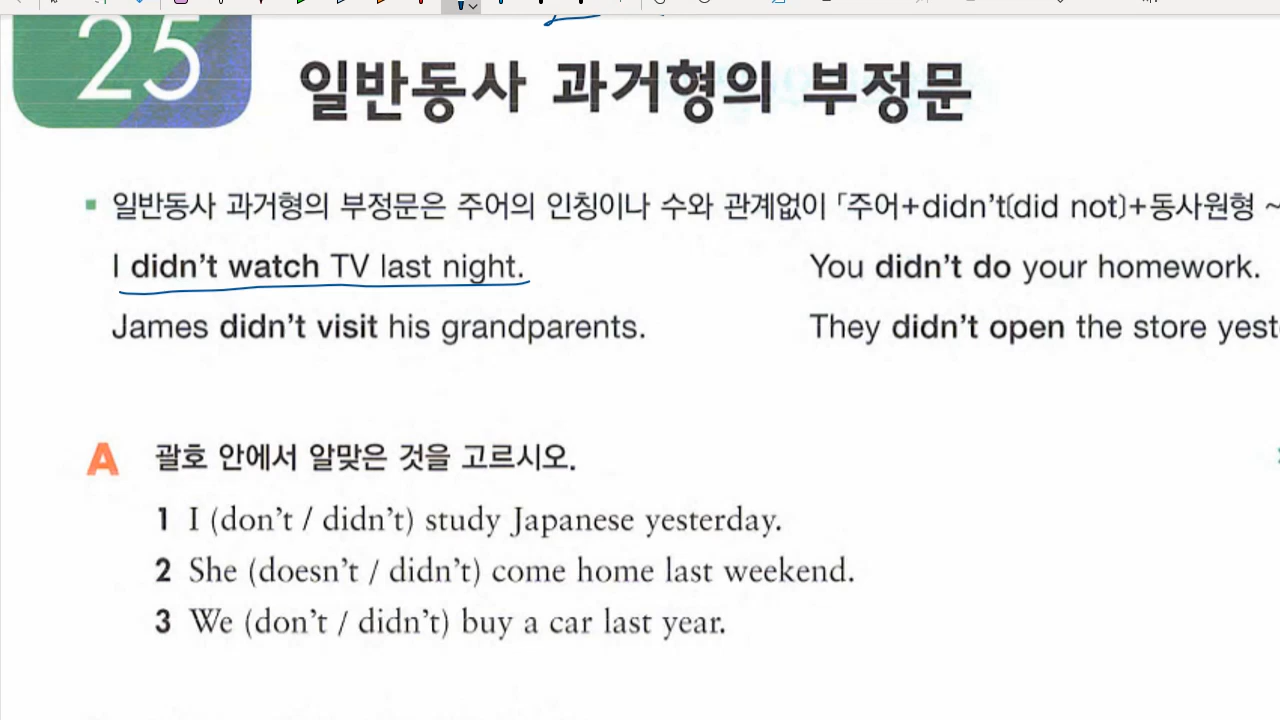 25
일반동사 과거형의 부정문
일반동사 과거형의 부정문은 주어의 인칭이나 수와 관계없이 「주어+didn't(did not)+동사원형 ~
I didn't watch TV last night.
You didn't do your homework.
James didn't visit his grandparents.
They didn't open the store
A 괄호 안에서 알맞은 것을 고르시오.
1 I (don't / didn't) study Japanese yesterday.
2 She (doesn't / didn't) come home last weekend.
3 We (don't / didn't) buy a car last year.